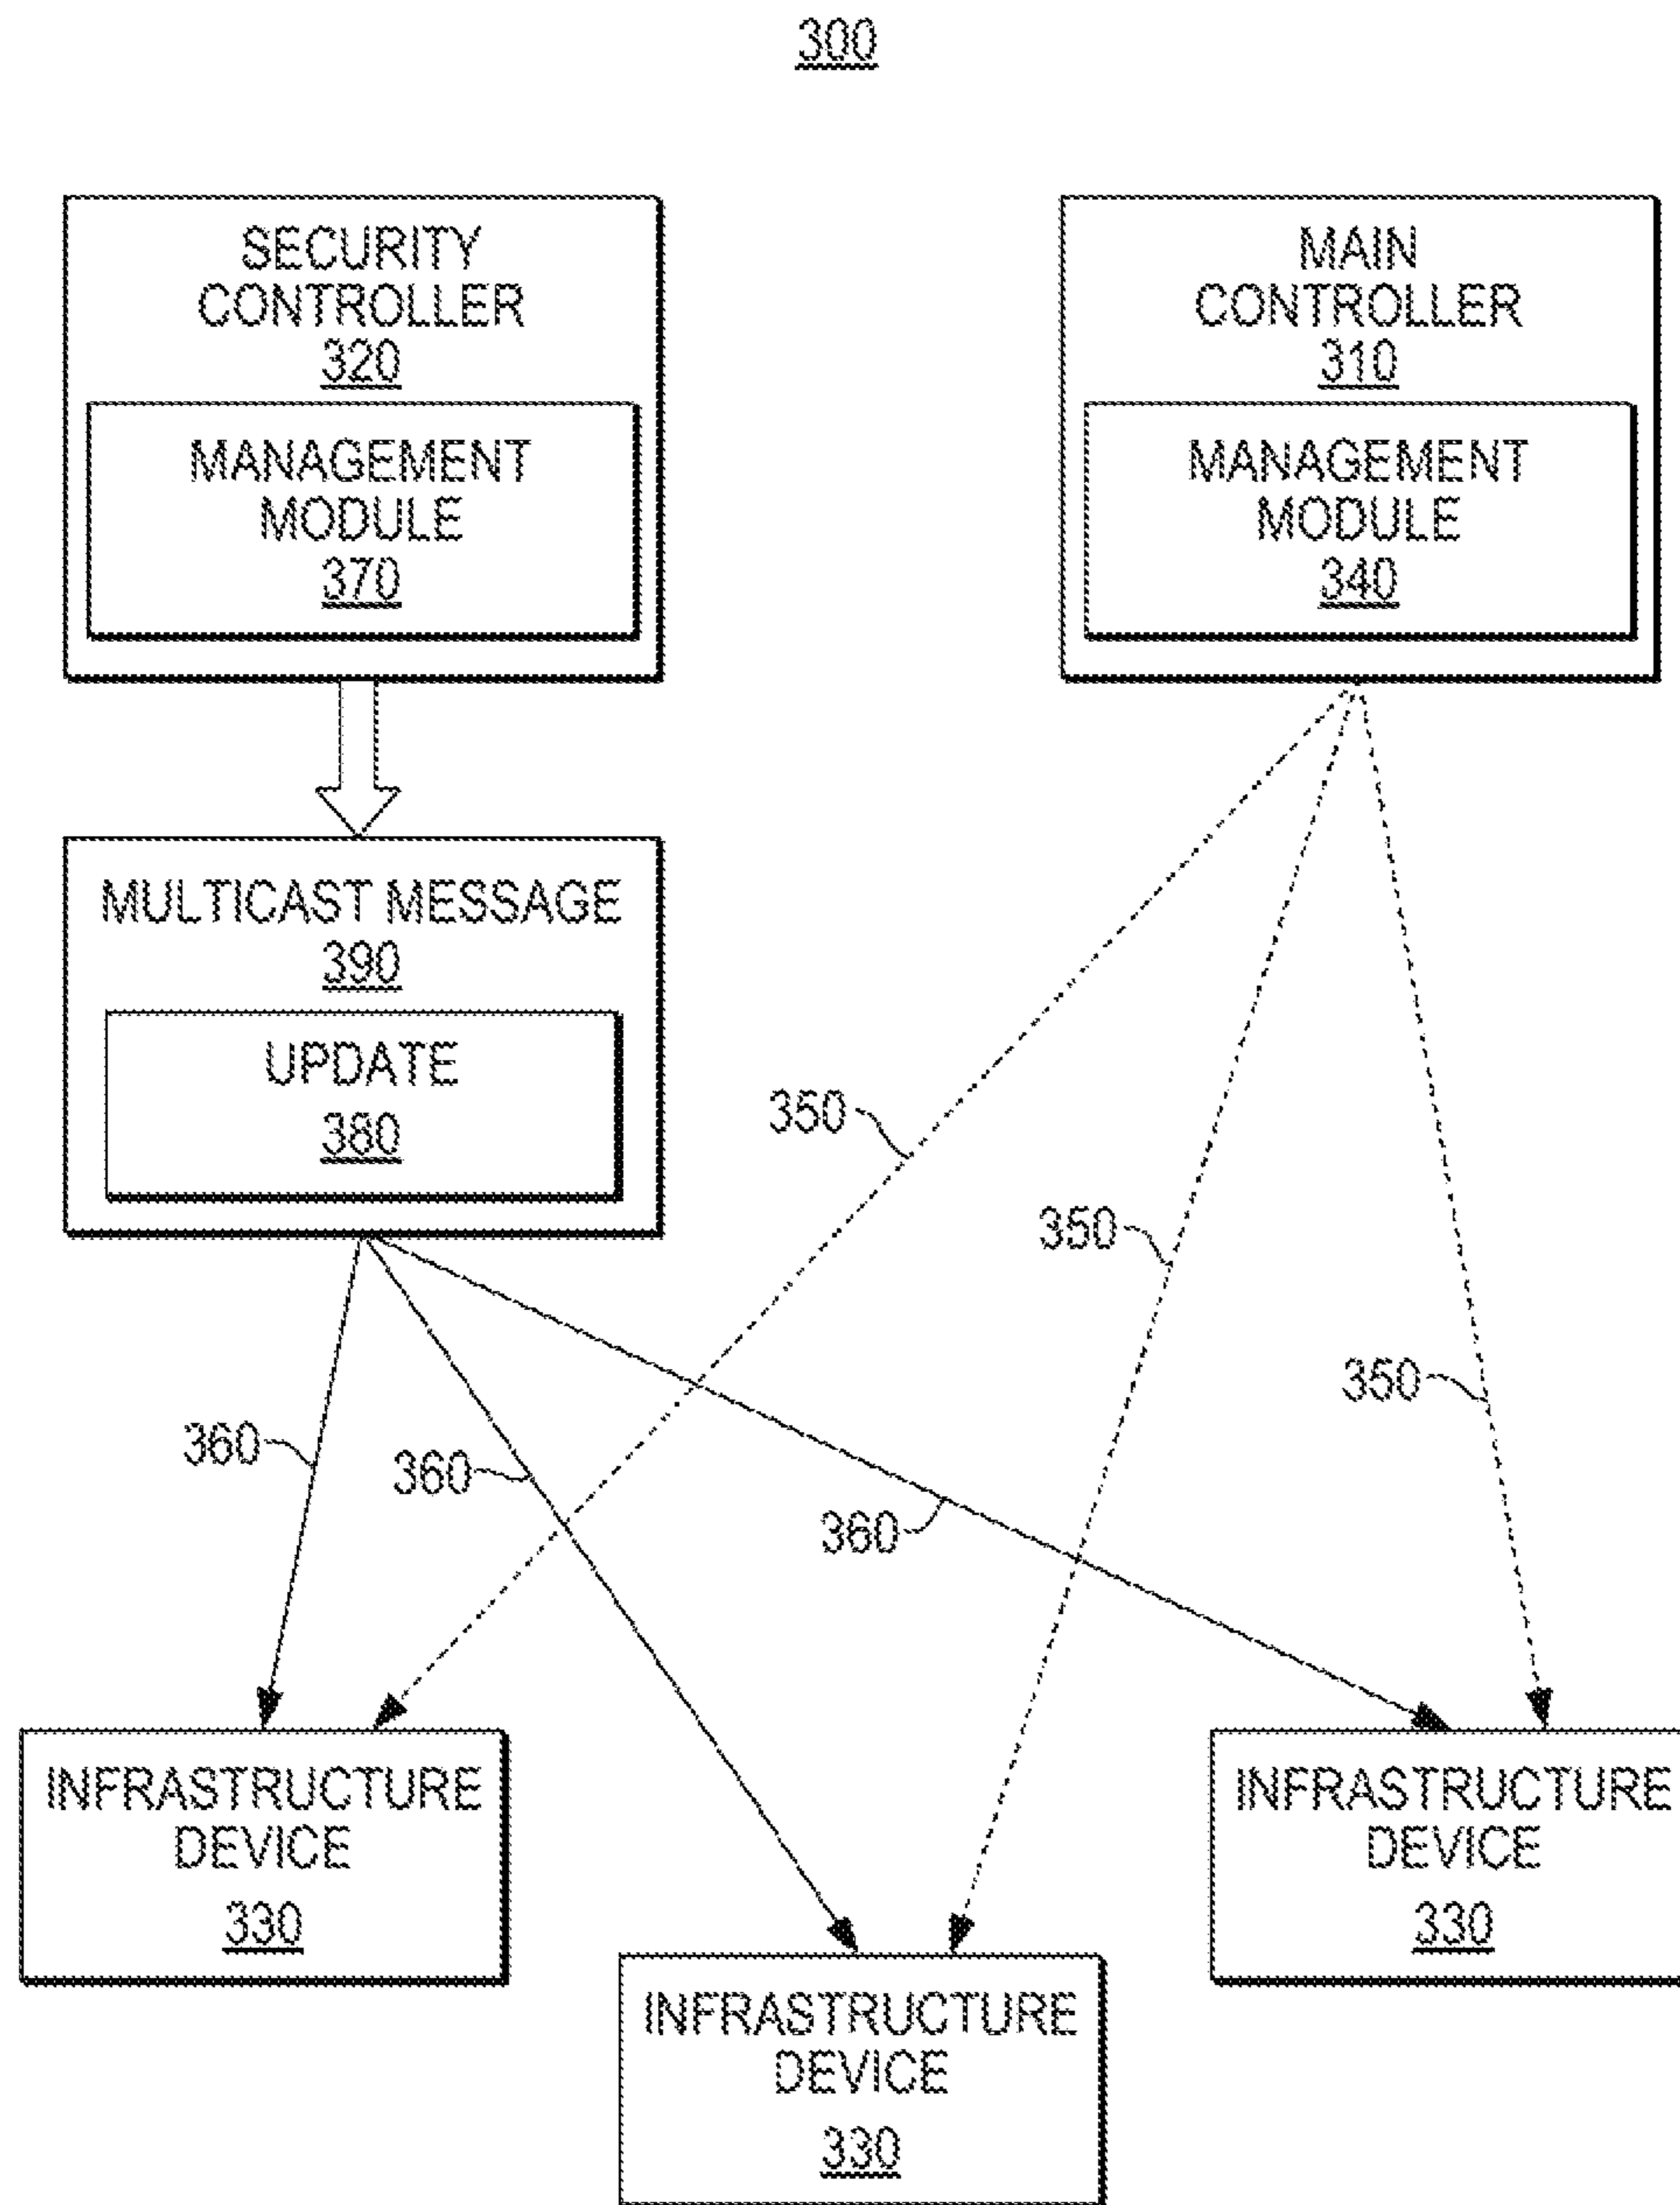 300
SECURITY
CONTROLLER
320
MANAGEMENT
MODULE
370
MAIN
CONTROLLER
310
MANAGEMENT
MODULE
340
MULTICAST MESSAGE
390
UPDATE
380
350
350
350
360
360
360
INFRASTRUCTURE
DEVICE
330
INFRASTRUCTURE
DEVICE
330
INFRASTRUCTURE
DEVICE
330